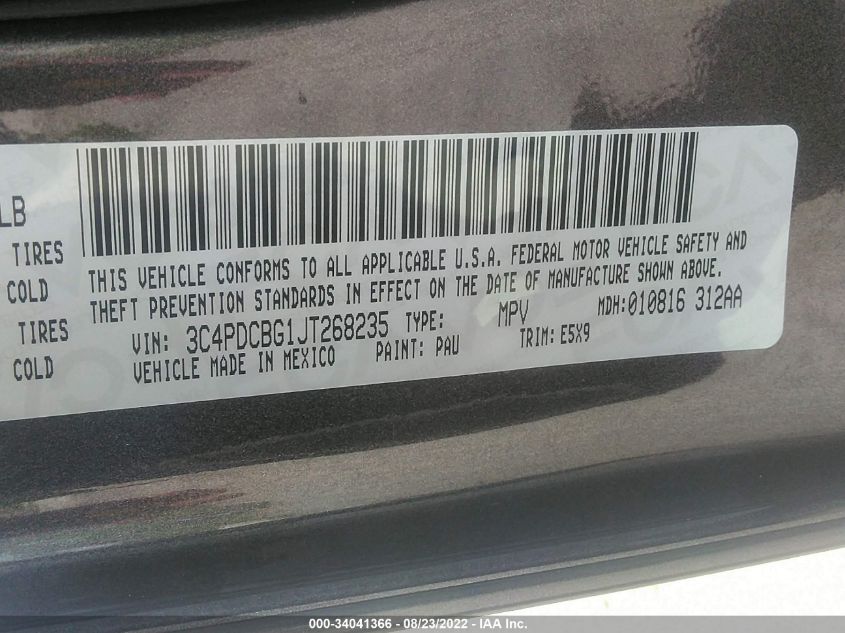 LB
TIRES
COLD
TIRES
COLD
THIS VEHICLE CONFORMS TO ALL APPLICABLE U.S.A. FEDERAL MOTOR VEHICLE SAFETY AND
THEFT PREVENTION STANDARDS IN EFFECT ON THE DATE OF MANUFACTURE SHOWN ABOVE.
VIN: 3C4PDCBG1JT268235 TYPE: MPV MDH:010816 312AA
VEHICLE MADE IN MEXICO PAINT: PAU TRIM: E5X9
000-34041366 - 08/23/2022 - IAA Inc.